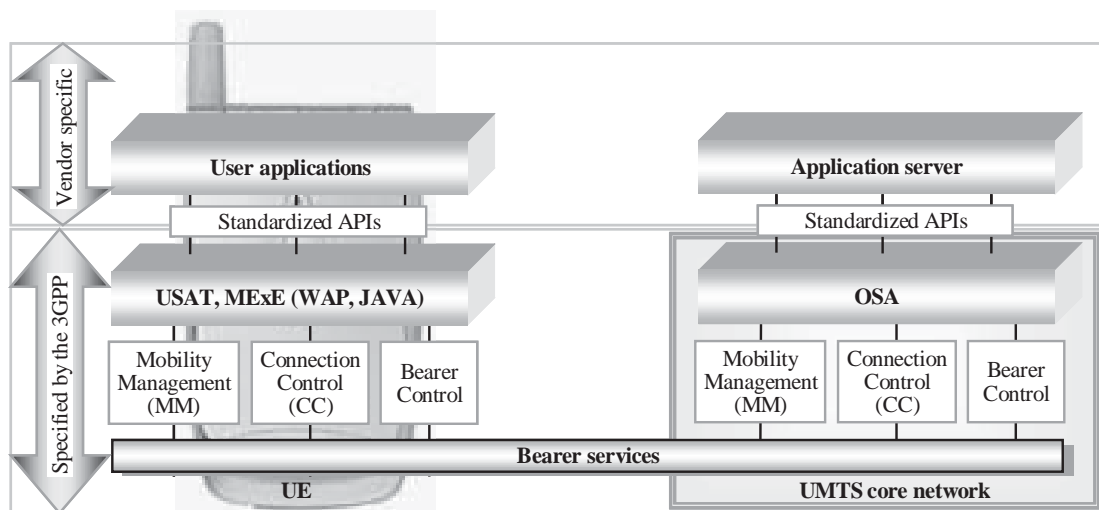 Vendor specific
User applications
Application server
Standardized APIs
Standardized APIs
Specified by the 3GPP
USAT, MExE (WAP, JAVA)
OSA
Mobility
Management
(MM)
Connection
Control
(CC)
Bearer
Control
Mobility
Management
(MM)
Connection
Control
(CC)
Bearer
Control
Bearer services
UE
UMTS core network